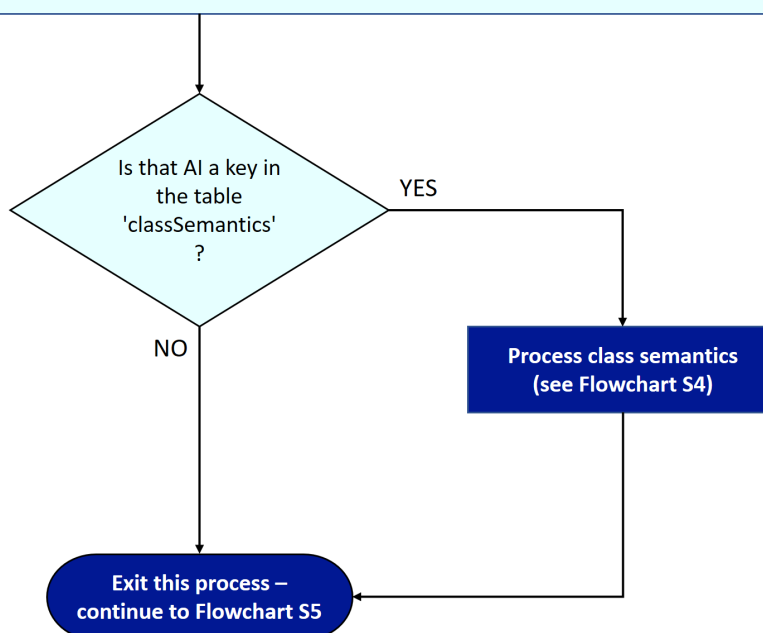 Is that AI a key in
the table
'classSemantics'
?
YES
NO
Process class semantics
(see Flowchart S4)
Exit this process –
continue to Flowchart S5